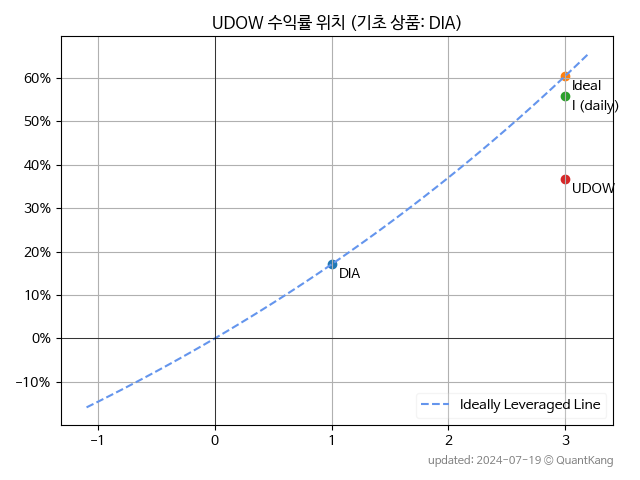 UDOW 수익률 위치 (기초 상품: DIA)
60%
50%
40%
30%
20%
10%
0%
−10%
Ideal
I (daily)
UDOW
DIA
Ideally Leveraged Line
−1
0
1
2
3
updated: 2024-07-19 © QuantKang